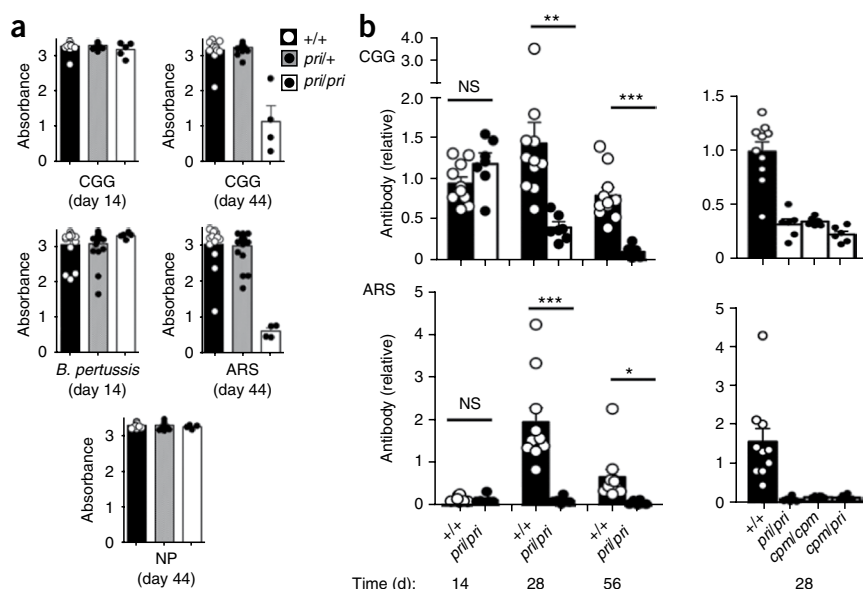 a
Absorbance
3
2
1
0
CGG
(day 14)
Absorbance
3
2
1
0
CGG
(day 44)
+/+
pri/+
pri/pri
Absorbance
3
2
1
0
B. pertussis
(day 14)
Absorbance
3
2
1
0
ARS
(day 44)
Absorbance
3
2
1
0
NP
(day 44)
b
CGG
Antibody (relative)
4.0
3.0
2.0
1.5
1.0
0.5
0
NS
**
***
1.5
1.0
0.5
0
ARS
Antibody (relative)
5
4
3
2
1
0
NS
***
*
+/+
pri/pri
+/+
pri/pri
+/+
pri/pri
5
4
3
2
1
0
+/+
pri/pri
cpm/cpm
cpm/pri
Time (d): 14 28 56 28